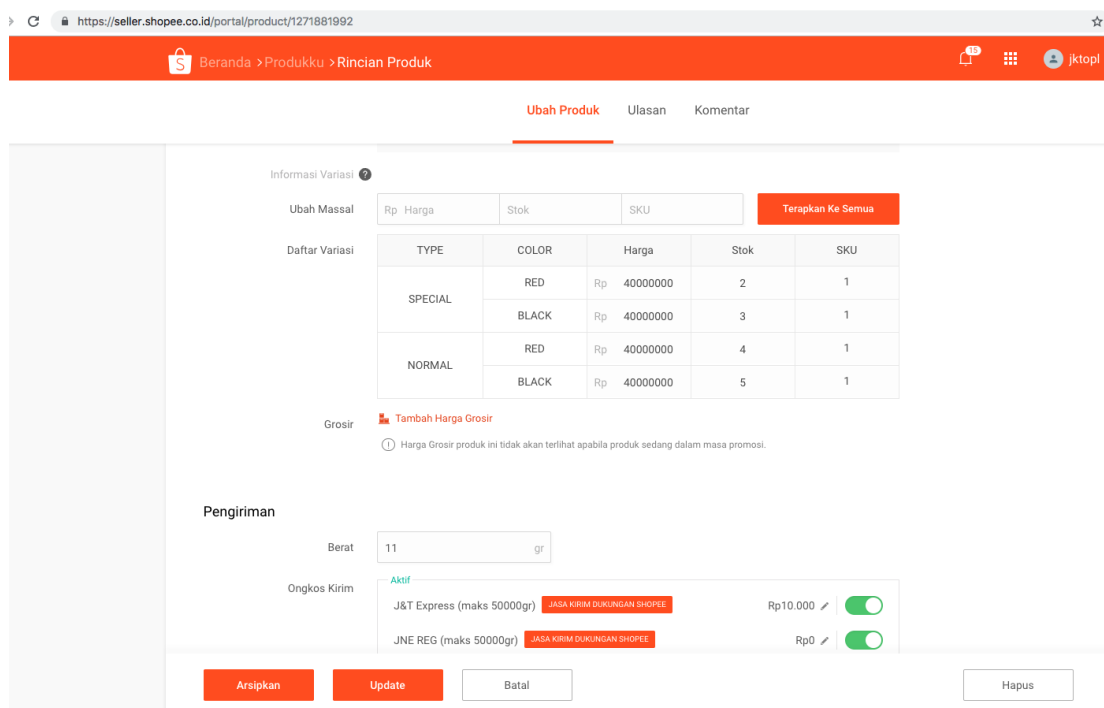 https://seller.shopee.co.id/portal/product/1271881992
Beranda >Produkku >Rincian Produk
15
jktopl
Ubah Produk Ulasan Komentar
Informasi Variasi ?
Ubah Massal Rp Harga Stok SKU Terapkan Ke Semua
Daftar Variasi TYPE COLOR Harga Stok SKU
SPECIAL RED Rp 40000000 2 1
BLACK Rp 40000000 3 1
NORMAL RED Rp 40000000 4 1
BLACK Rp 40000000 5 1
Grosir Tambah Harga Grosir
Harga Grosir produk ini tidak akan terlihat apabila produk sedang dalam masa promosi.
Pengiriman
Berat 11 gr
Ongkos Kirim Aktif
J&T Express (maks 50000gr) JASA KIRIM DUKUNGAN SHOPEE Rp10.000
JNE REG (maks 50000gr) JASA KIRIM DUKUNGAN SHOPEE Rp0
Arsipkan Update Batal Hapus